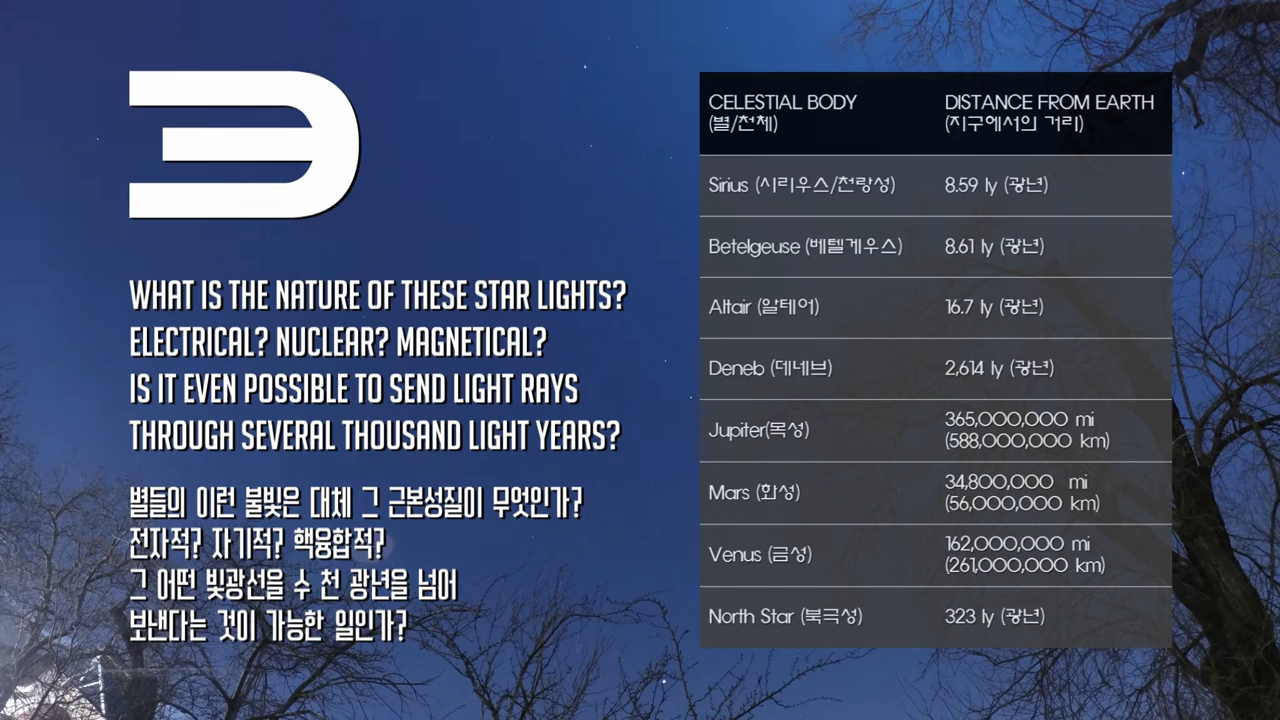 WHAT IS THE NATURE OF THESE STAR LIGHTS?
ELECTRICAL? NUCLEAR? MAGNETICAL?
IS IT EVEN POSSIBLE TO SEND LIGHT RAYS
THROUGH SEVERAL THOUSAND LIGHT YEARS?
별들의 이런 불빛은 대체 그 근본성질이 무엇인가?
전자적? 자기적? 핵융합적?
그 어떤 빛광선을 수 천 광년을 넘어
보낸다는 것이 가능한 일인가?
CELESTIAL BODY DISTANCE FROM EARTH
(별/천체) (지구에서의 거리)
Sirius (시리우스/천랑성) 8.59 ly (광년)
Betelgeuse (베텔게우스) 8.61 ly (광년)
Altair (알테어) 16.7 ly (광년)
Deneb (데네브) 2,614 ly (광년)
Jupiter(목성) 365,000,000 mi
(588,000,000 km)
Mars (화성) 34,800,000 mi
(56,000,000 km)
Venus (금성) 162,000,000 mi
(261,000,000 km)
North Star (북극성) 323 ly (광년)